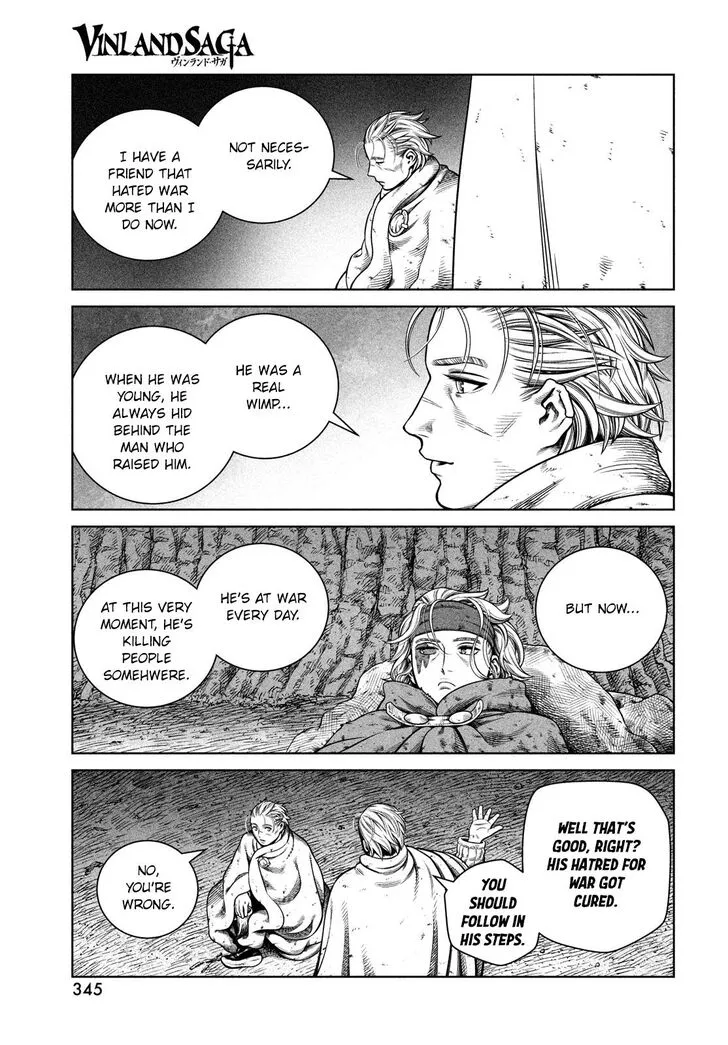 VINLAND SAGA
ヴィンランド・サガ
NOT NECES-
SARILY.
I HAVE A
FRIEND THAT
HATED WAR
MORE THAN I
DO NOW.
HE WAS A
REAL
WIMP...
WHEN HE WAS
YOUNG, HE
ALWAYS HID
BEHIND THE
MAN WHO
RAISED HIM.
BUT NOW...
HE'S AT WAR
EVERY DAY.
AT THIS VERY
MOMENT, HE'S
KILLING
PEOPLE
SOMEHWERE.
WELL THAT'S
GOOD, RIGHT?
HIS HATRED FOR
WAR GOT
CURED.
YOU
SHOULD
FOLLOW IN
HIS STEPS.
NO,
YOU'RE
WRONG.
345